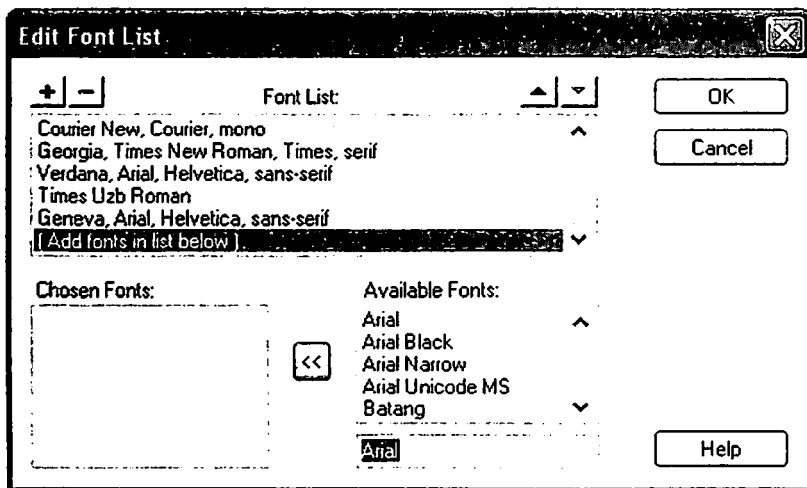 Edit Font List
+ - Font List:
OK
Courier New, Courier, mono
Georgia, Times New Roman, Times, serif
Verdana, Arial, Helvetica, sans-serif
Times Uzb Roman
Geneva, Arial, Helvetica, sans-serif
[ Add fonts in list below ]
Cancel
Chosen Fonts:
<<
Available Fonts:
Arial
Arial Black
Arial Narrow
Arial Unicode MS
Batang
Arial
Help